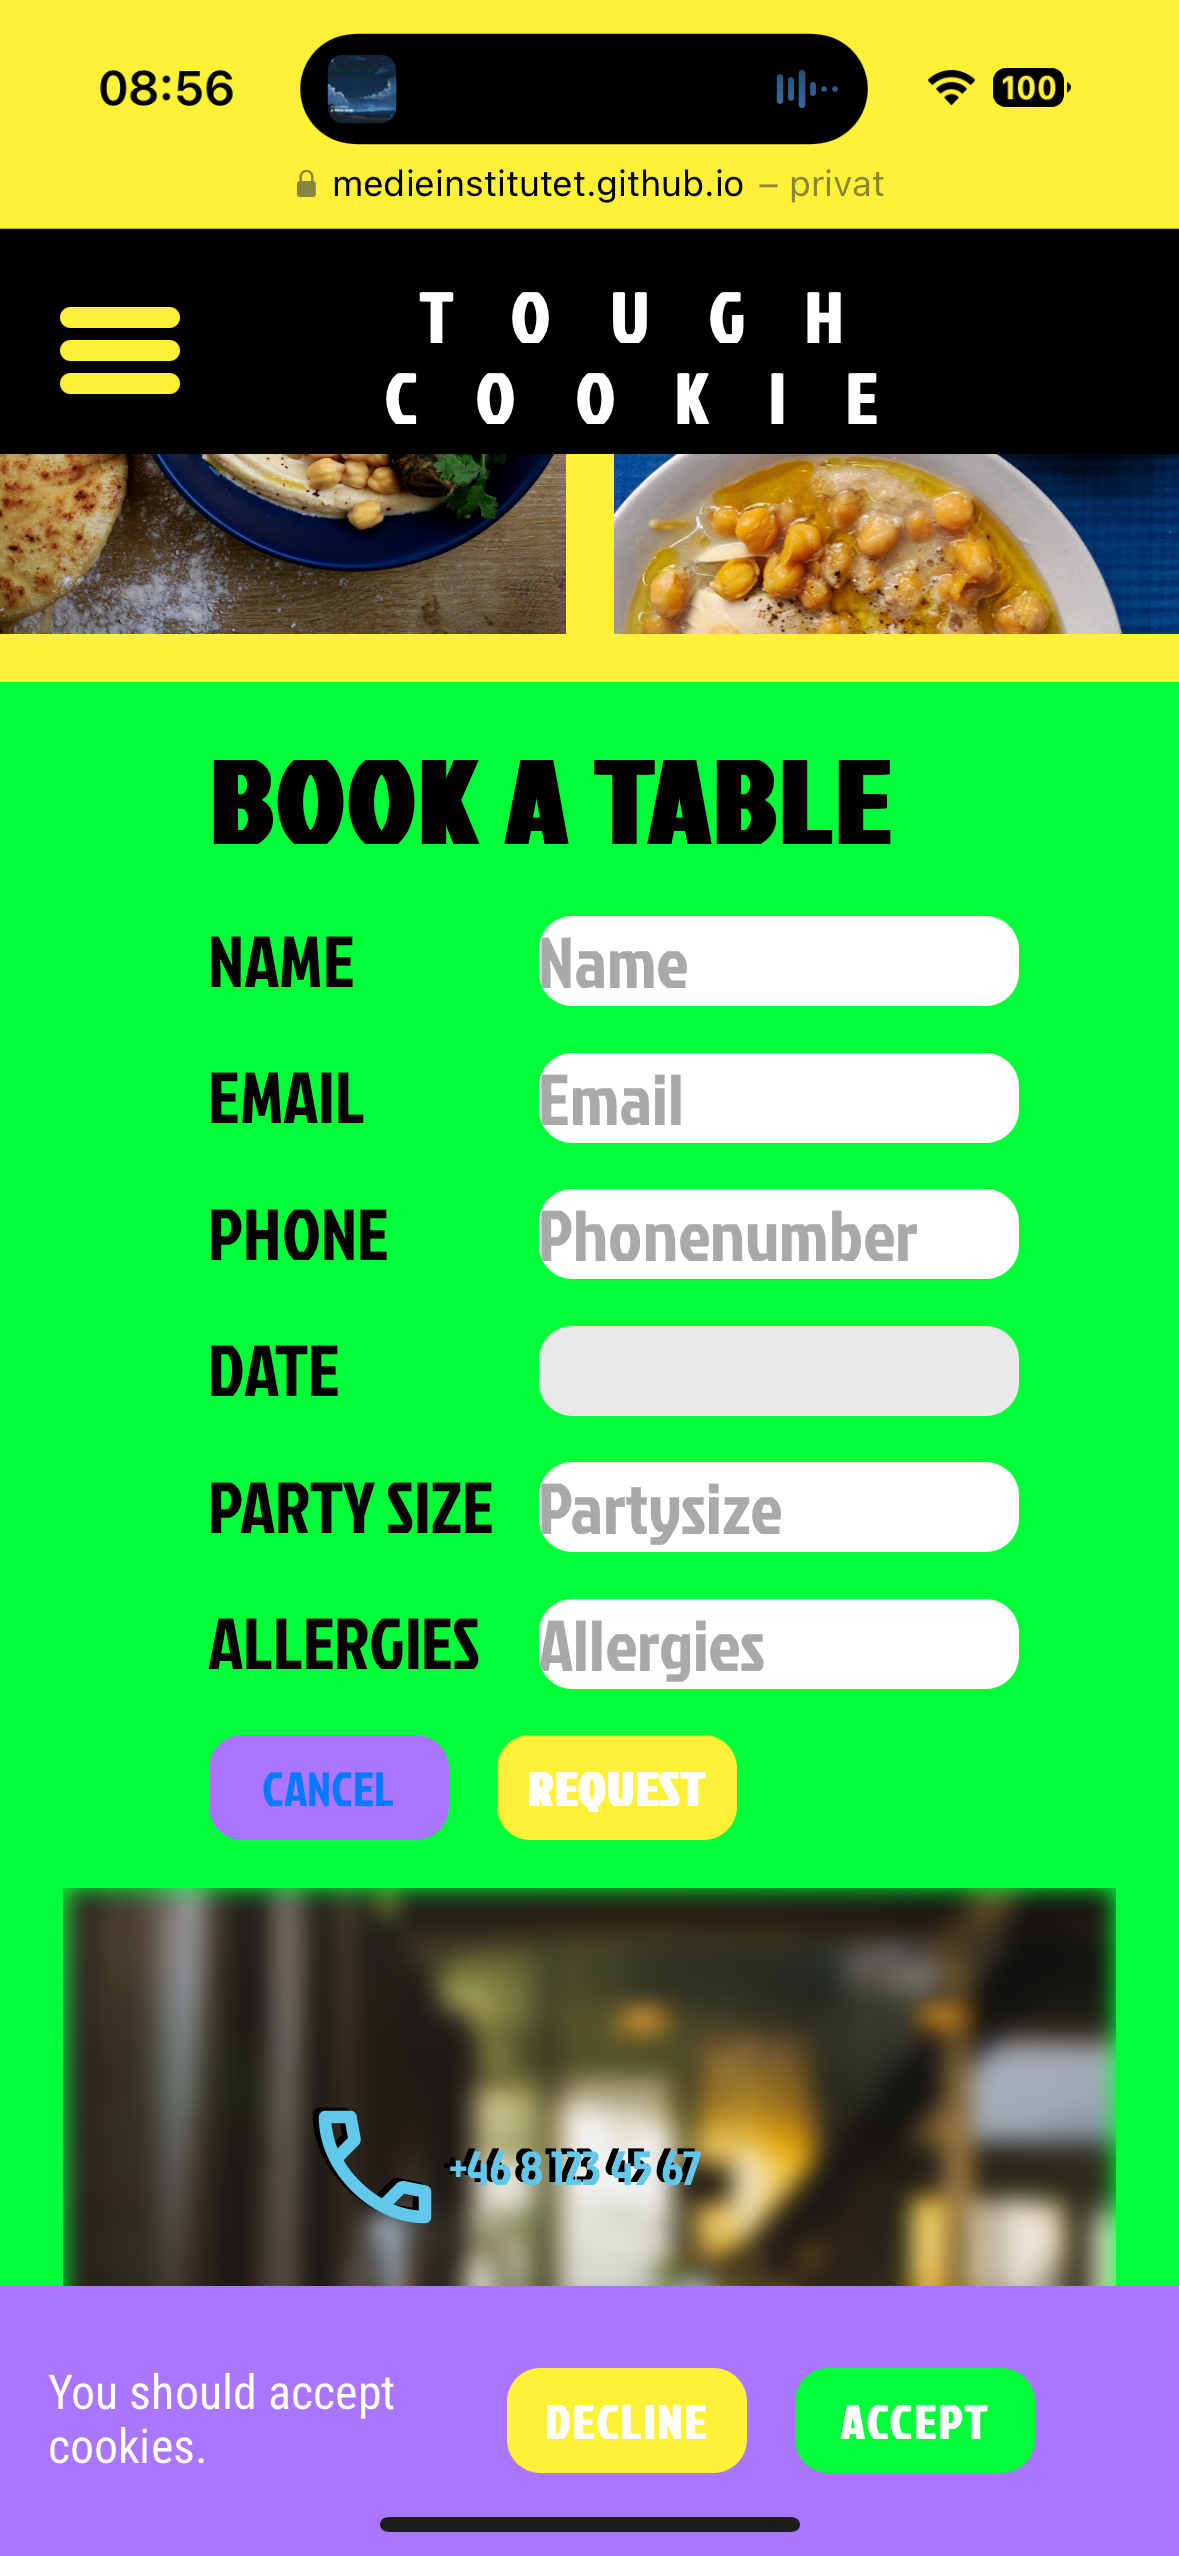 08:56
100
medieinstitutet.github.io – privat
TOUGH
COOKIE
BOOK A TABLE
NAME
Name
EMAIL
Email
PHONE
Phonenumber
DATE
PARTY SIZE
Partysize
ALLERGIES
Allergies
CANCEL
REQUEST
+46 8 123 45 67
You should accept
cookies.
DECLINE
ACCEPT